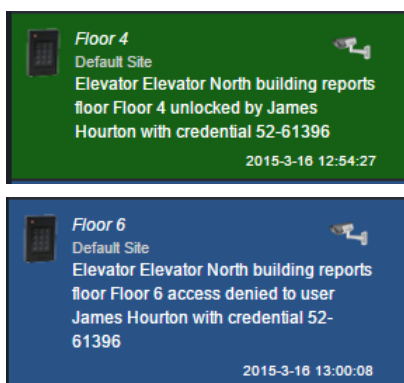 Floor 4
Default Site
Elevator Elevator North building reports
floor Floor 4 unlocked by James
Hourton with credential 52-61396
2015-3-16 12:54:27
Floor 6
Default Site
Elevator Elevator North building reports
floor Floor 6 access denied to user
James Hourton with credential 52-
61396
2015-3-16 13:00:08